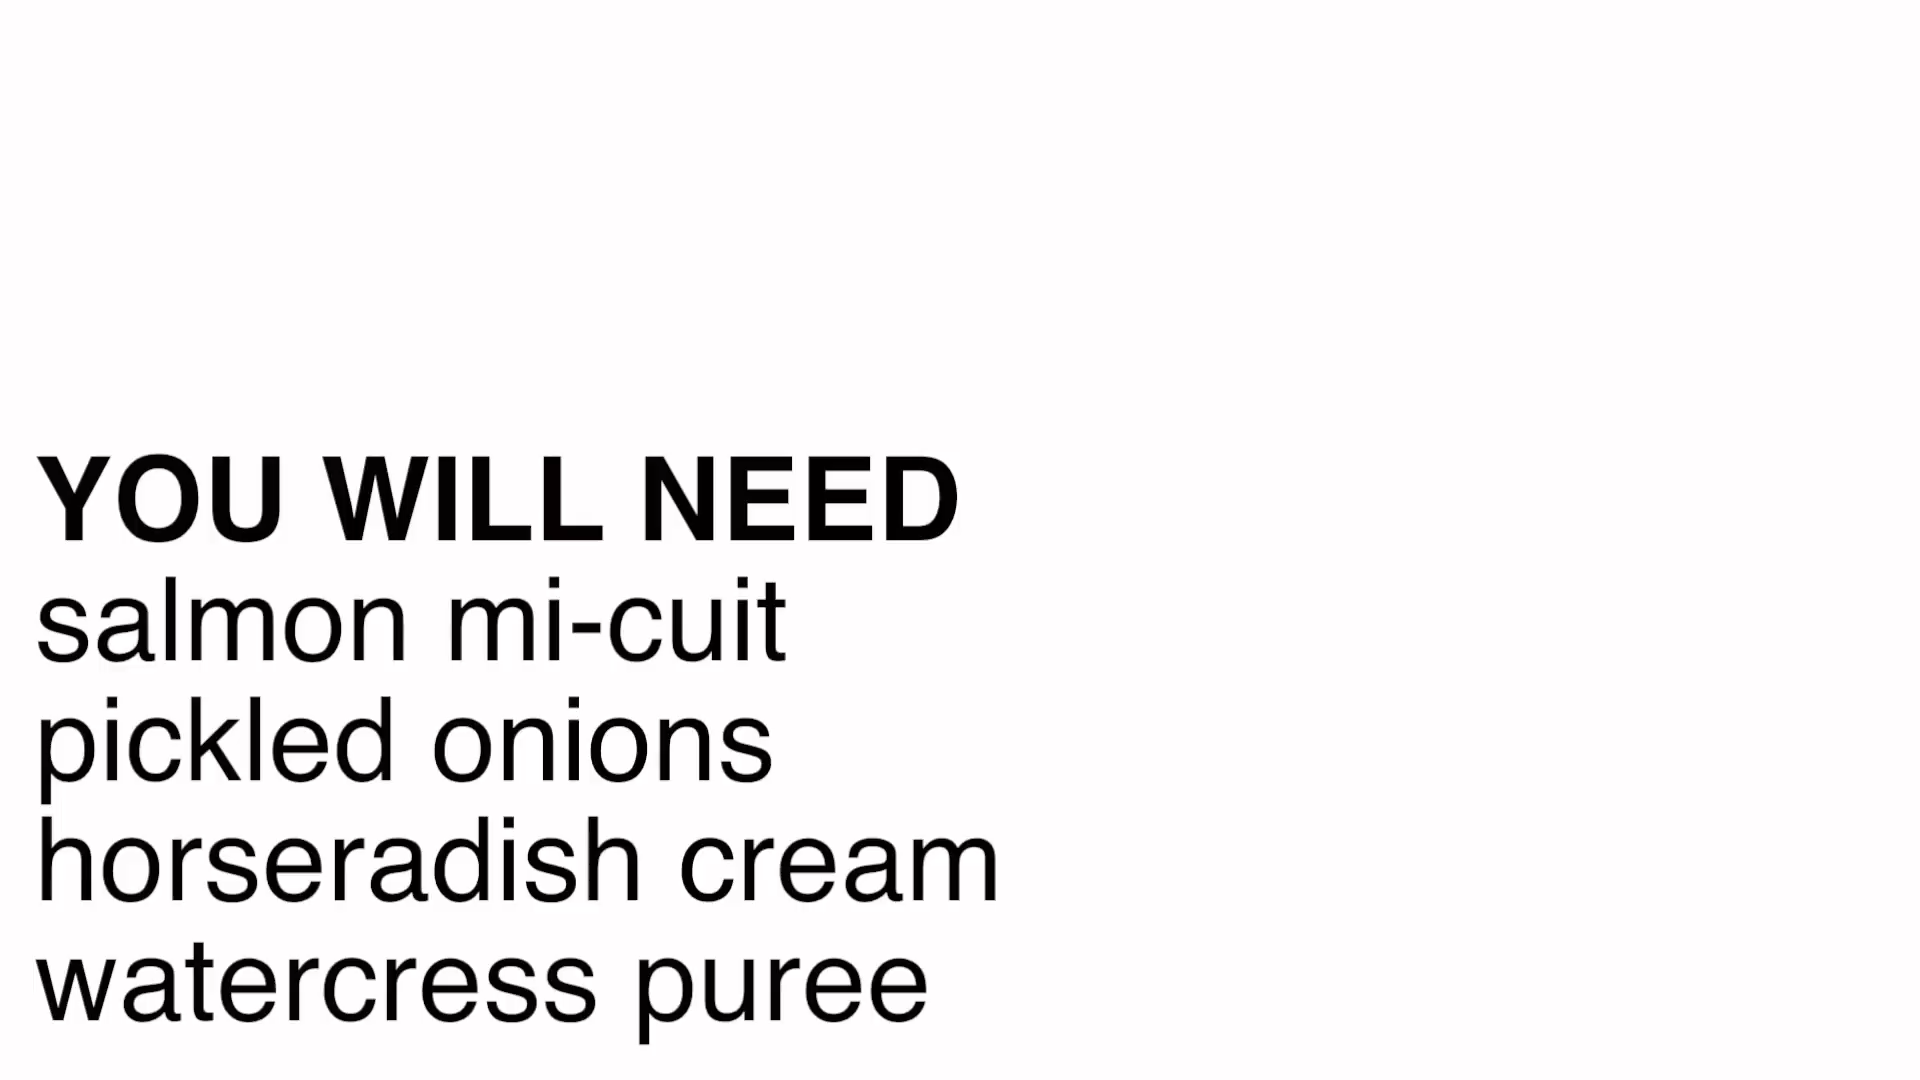 YOU WILL NEED
salmon mi-cuit
pickled onions
horseradish cream
watercress puree